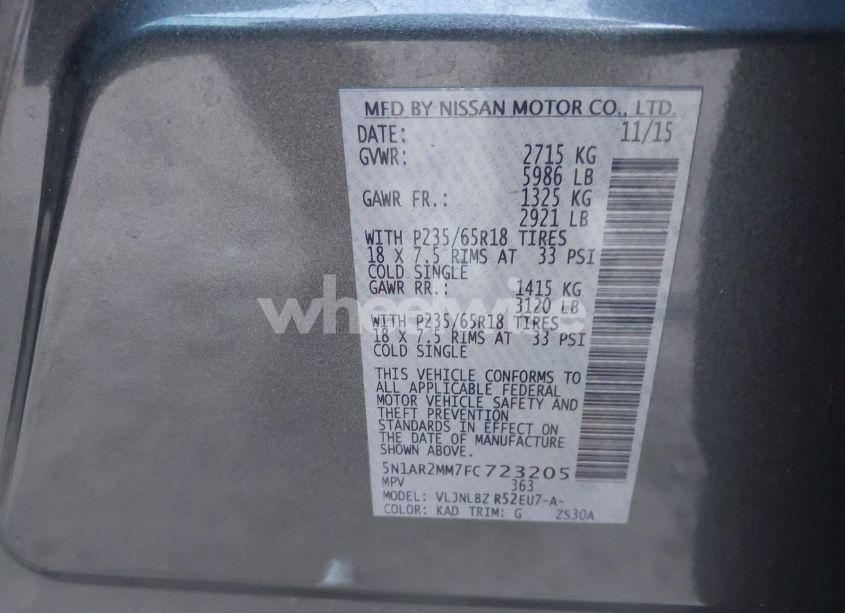 MFD BY NISSAN MOTOR CO., LTD.
DATE: 11/15
GVWR: 2715 KG
5986 LB
GAWR FR.: 1325 KG
2921 LB
WITH P235/65R18 TIRES
18 X 7.5 RIMS AT 33 PSI
COLD SINGLE
GAWR RR.: 1415 KG
3120 LB
wheelwise
WITH P235/65R18 TIRES
18 X 7.5 RIMS AT 33 PSI
COLD SINGLE
THIS VEHICLE CONFORMS TO
ALL APPLICABLE FEDERAL
MOTOR VEHICLE SAFETY AND
THEFT PREVENTION
STANDARDS IN EFFECT ON
THE DATE OF MANUFACTURE
SHOWN ABOVE.
5N1AR2MM7FC723205
MPV 363
MODEL: VLJNLBZ R52EU7-A-
COLOR: KAD TRIM: G ZS30A